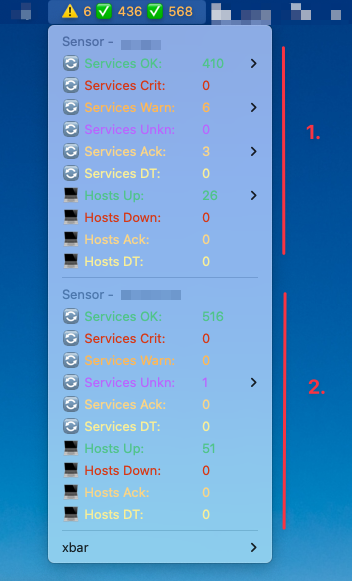 6 436 568
Sensor -
Services OK: 410
Services Crit: 0
Services Warn: 6
Services Unkn: 0
Services Ack: 3
Services DT: 0
Hosts Up: 26
Hosts Down: 0
Hosts Ack: 0
Hosts DT: 0
1.
Sensor -
Services OK: 516
Services Crit: 0
Services Warn: 0
Services Unkn: 1
Services Ack: 0
Services DT: 0
Hosts Up: 51
Hosts Down: 0
Hosts Ack: 0
Hosts DT: 0
2.
xbar